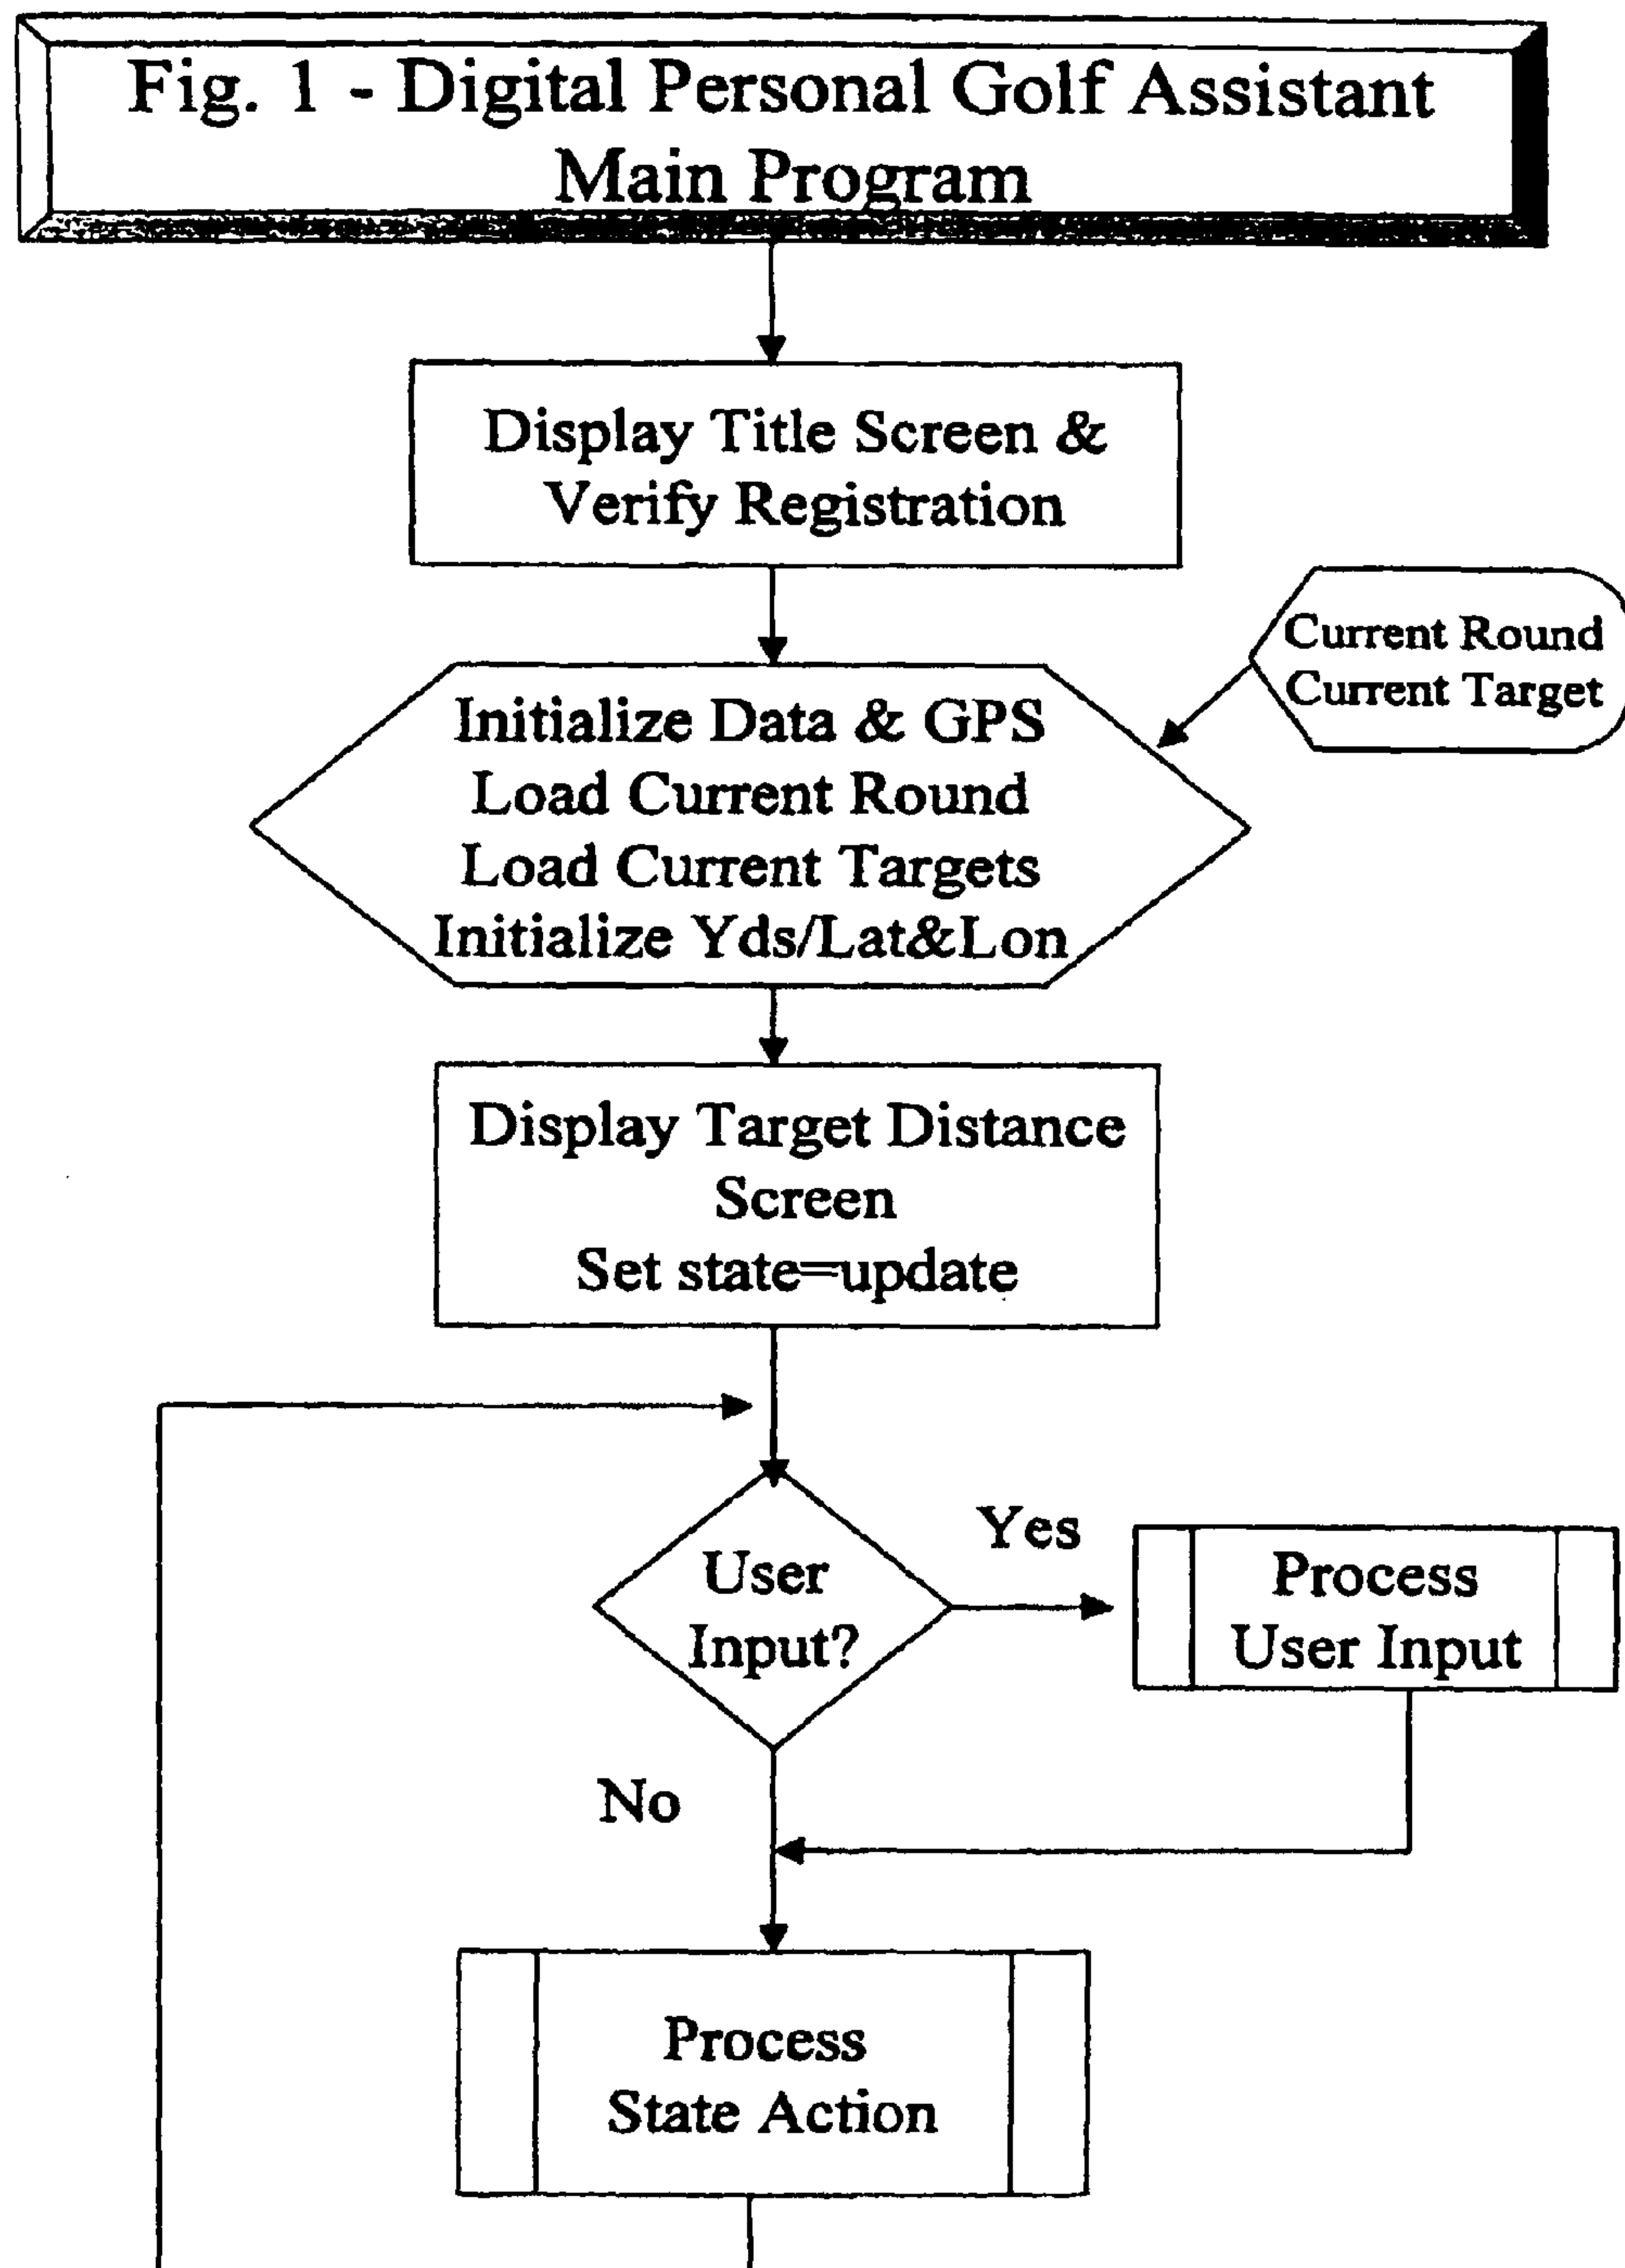 Fig. 1 - Digital Personal Golf Assistant
Main Program
Display Title Screen &
Verify Registration
Current Round
Current Target
Initialize Data & GPS
Load Current Round
Load Current Targets
Initialize Yds/Lat&Lon
Display Target Distance
Screen
Set state=update
User
Input?
Yes
Process
User Input
No
Process
State Action